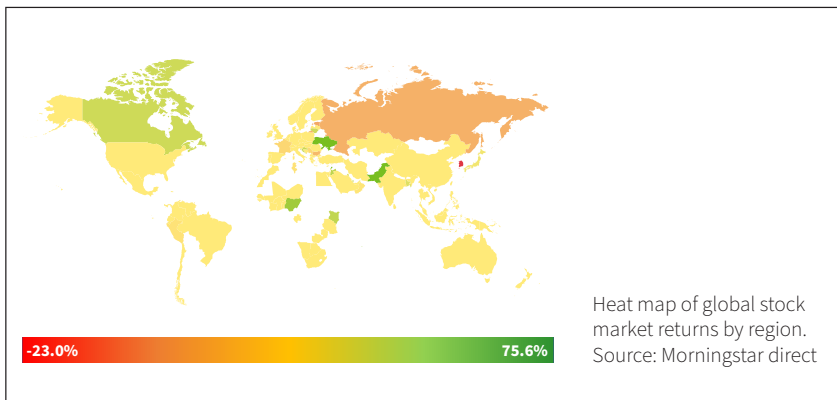 Heat map of global stock
market returns by region.
Source: Morningstar direct
-23.0% 75.6%